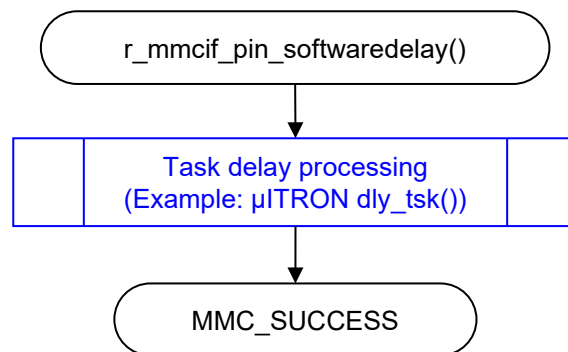 r_mmcif_pin_softwaredelay()
Task delay processing
(Example: µITRON dly_tsk())
MMC_SUCCESS